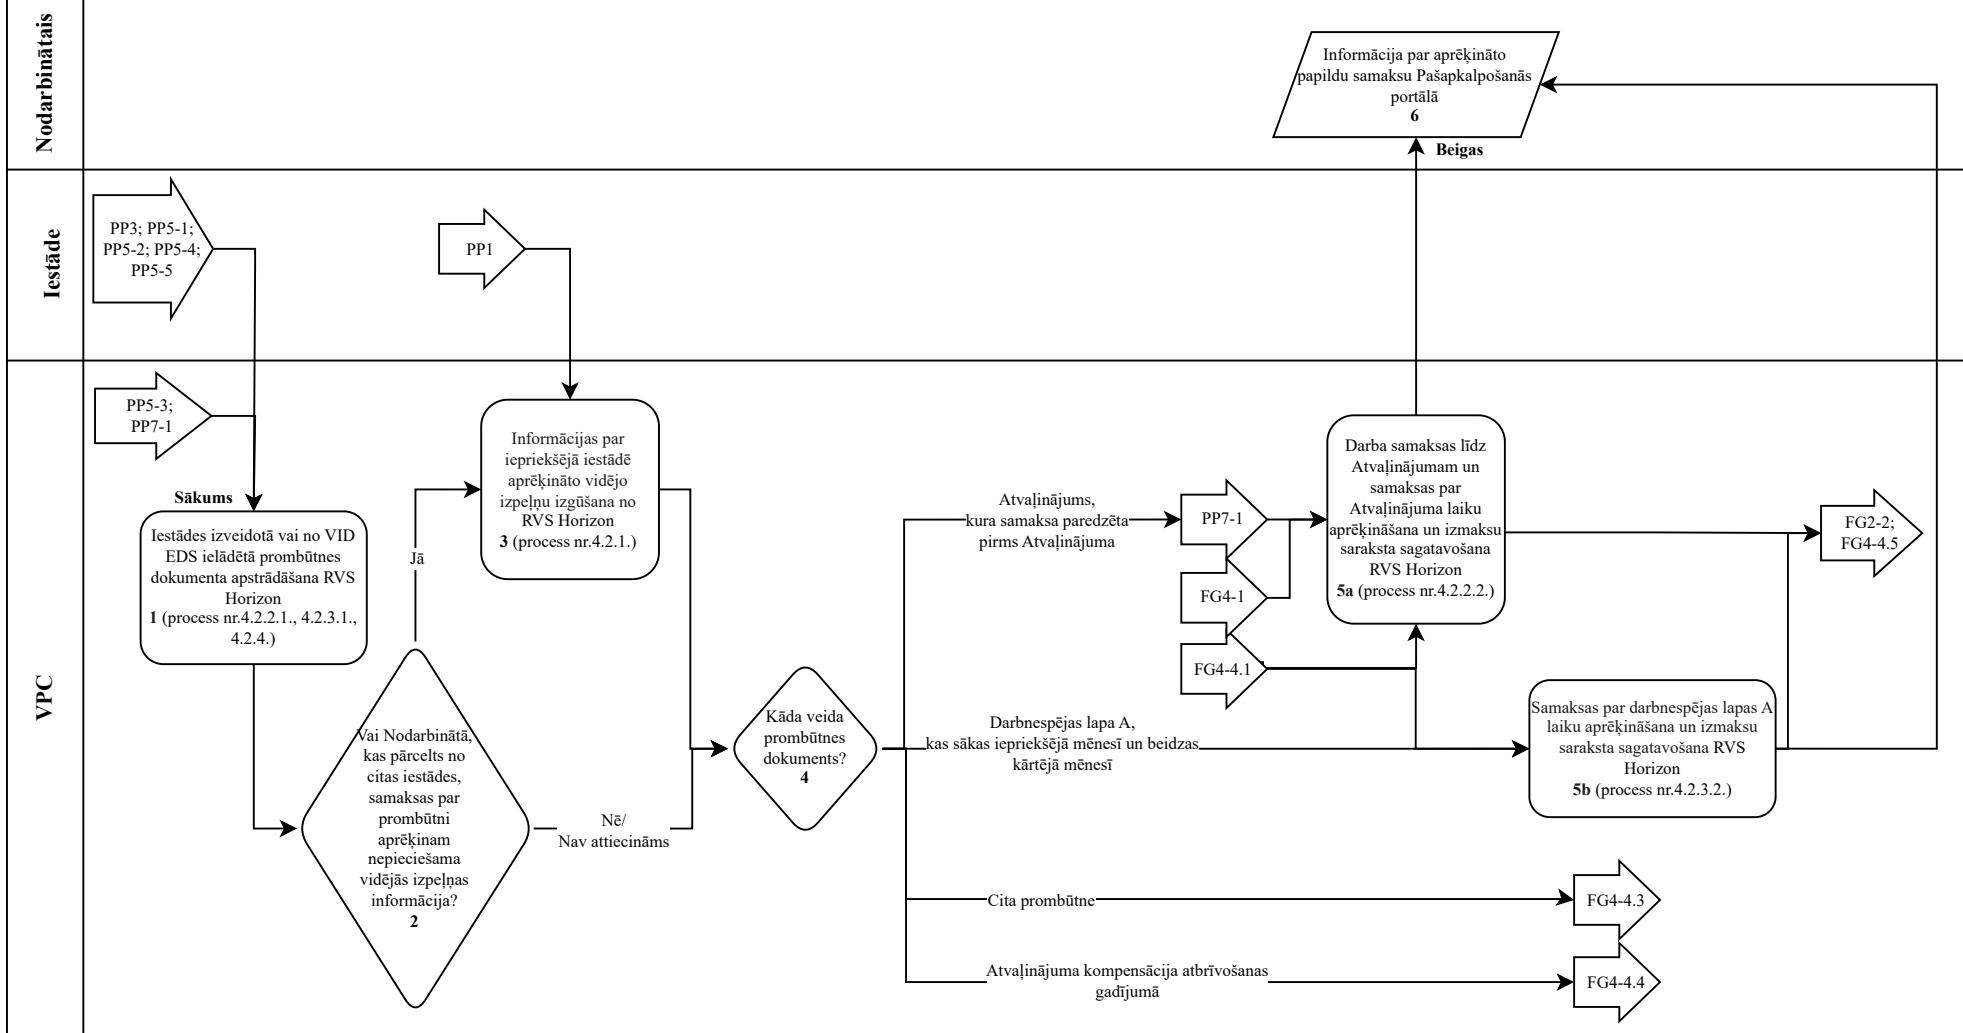 Nodarbinātais
Informācija par aprēķināto
papildu samaksu Pašapkalpošanās
portālā
6
Beigas
Iestāde
PP3; PP5-1;
PP5-2; PP5-4;
PP5-5
PP1
VPC
PP5-3;
PP7-1
Sākums
Iestādes izveidotā vai no VID
EDS ielādētā prombūtnes
dokumenta apstrādāšana RVS
Horizon
1 (process nr.4.2.2.1., 4.2.3.1.,
4.2.4.)
Vai Nodarbinātā,
kas pārcelts no
citas iestādes,
samaksas par
prombūtni
aprēķinam
nepieciešama
vidējās izpeļņas
informācija?
2
Jā
Nē/
Nav attiecināms
Informācijas par
iepriekšējā iestādē
aprēķināto vidējo
izpeļņu izgūšana no
RVS Horizon
3 (process nr.4.2.1.)
Kāda veida
prombūtnes
dokuments?
4
Atvaļinājums,
kura samaksa paredzēta
pirms Atvaļinājuma
PP7-1
FG4-1
FG4-4.1
Darba samaksas līdz
Atvaļinājumam un
samaksas par
Atvaļinājuma laiku
aprēķināšana un izmaksu
saraksta sagatavošana
RVS Horizon
5a (process nr.4.2.2.2.)
FG2-2;
FG4-4.5
Darbnespējas lapa A,
kas sākas iepriekšējā mēnesī un beidzas
kārtējā mēnesī
Samaksas par darbnespējas lapas A
laiku aprēķināšana un izmaksu
saraksta sagatavošana RVS
Horizon
5b (process nr.4.2.3.2.)
Cita prombūtne
FG4-4.3
Atvaļinājuma kompensācija atbrīvošanas
gadījumā
FG4-4.4